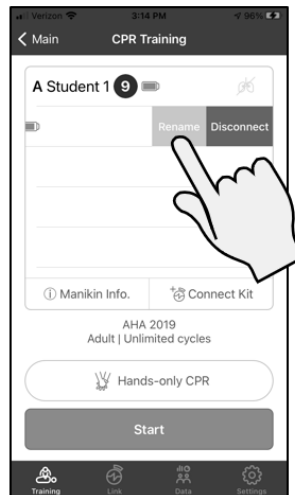 Verizon 3:14 PM 96%
Main CPR Training
A Student 1 9
Rename Disconnect
Manikin Info. Connect Kit
AHA 2019
Adult | Unlimited cycles
Hands-only CPR
Start
Training Link Data Settings